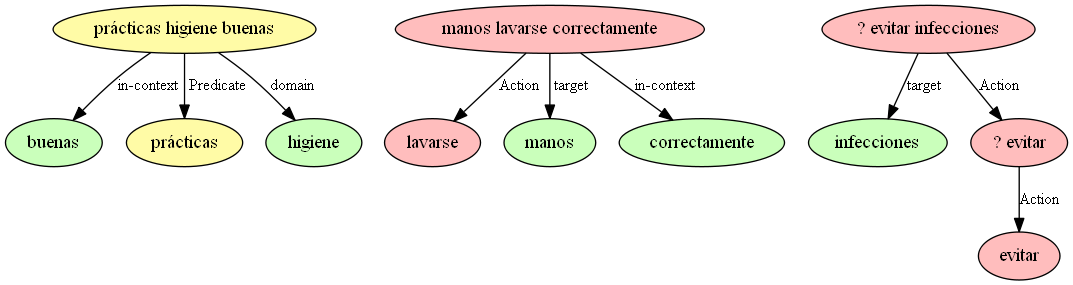 prácticas higiene buenas
manos lavarse correctamente
? evitar infecciones
in-context
Predicate
domain
Action
target
in-context
target
Action
buenas
prácticas
higiene
lavarse
manos
correctamente
infecciones
? evitar
Action
evitar